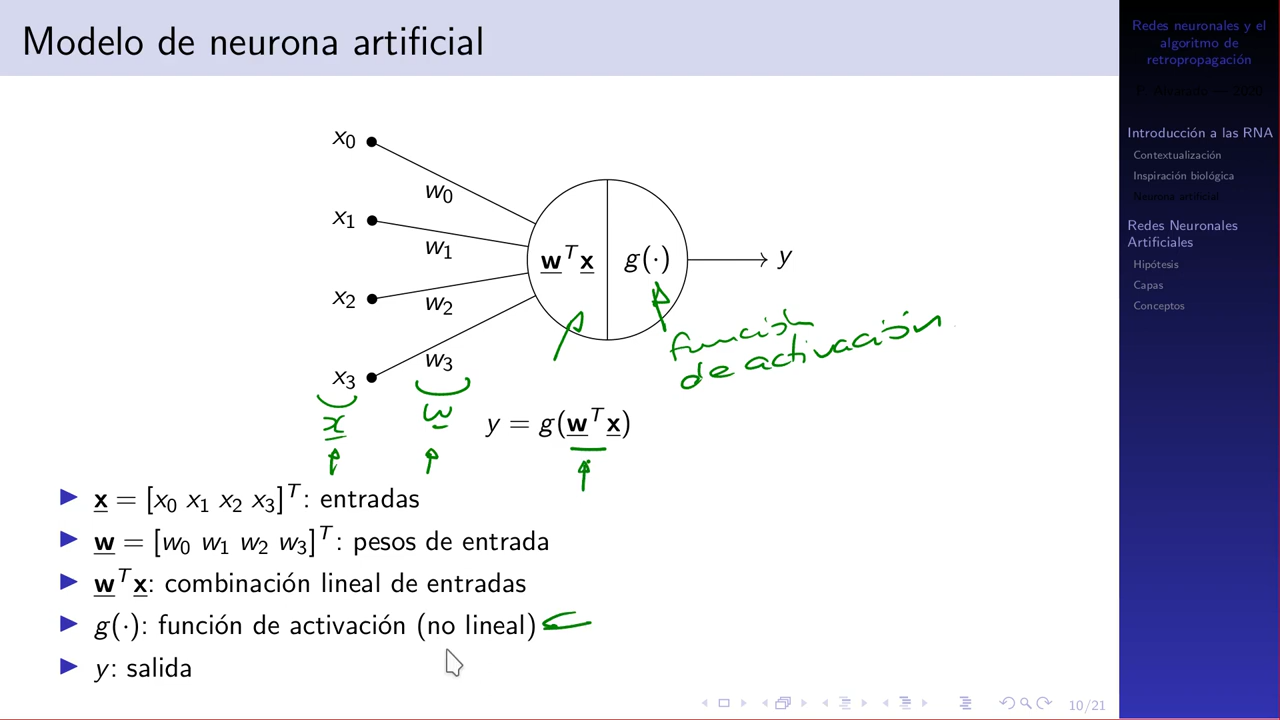 Modelo de neurona artificial
x0
w0
x1
w1
x2
w2
x3
w3
w^T x
g(·)
y
función
de activación
x
w
y = g(w^T x)
x = [x0 x1 x2 x3]^T: entradas
w = [w0 w1 w2 w3]^T: pesos de entrada
w^T x: combinación lineal de entradas
g(·): función de activación (no lineal)
y: salida
10/21
Redes neuronales y el
algoritmo de
retropropagación
P. Alvarado — 2020
Introducción a las RNA
Contextualización
Inspiración biológica
Neurona artificial
Redes Neuronales
Artificiales
Hipótesis
Capas
Conceptos